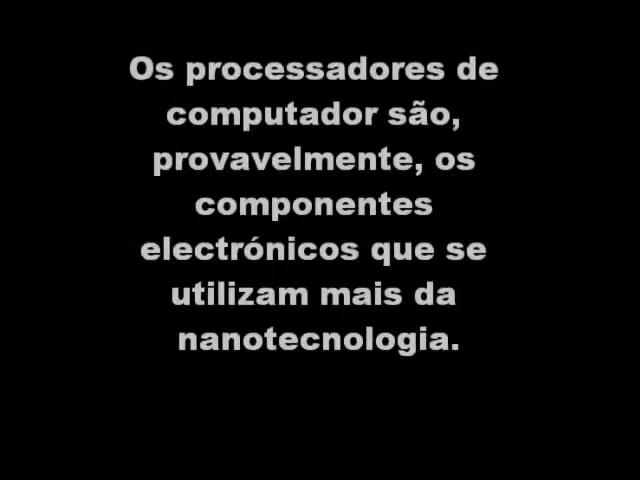 Os processadores de
computador são,
provavelmente, os
componentes
electrónicos que se
utilizam mais da
nanotecnologia.